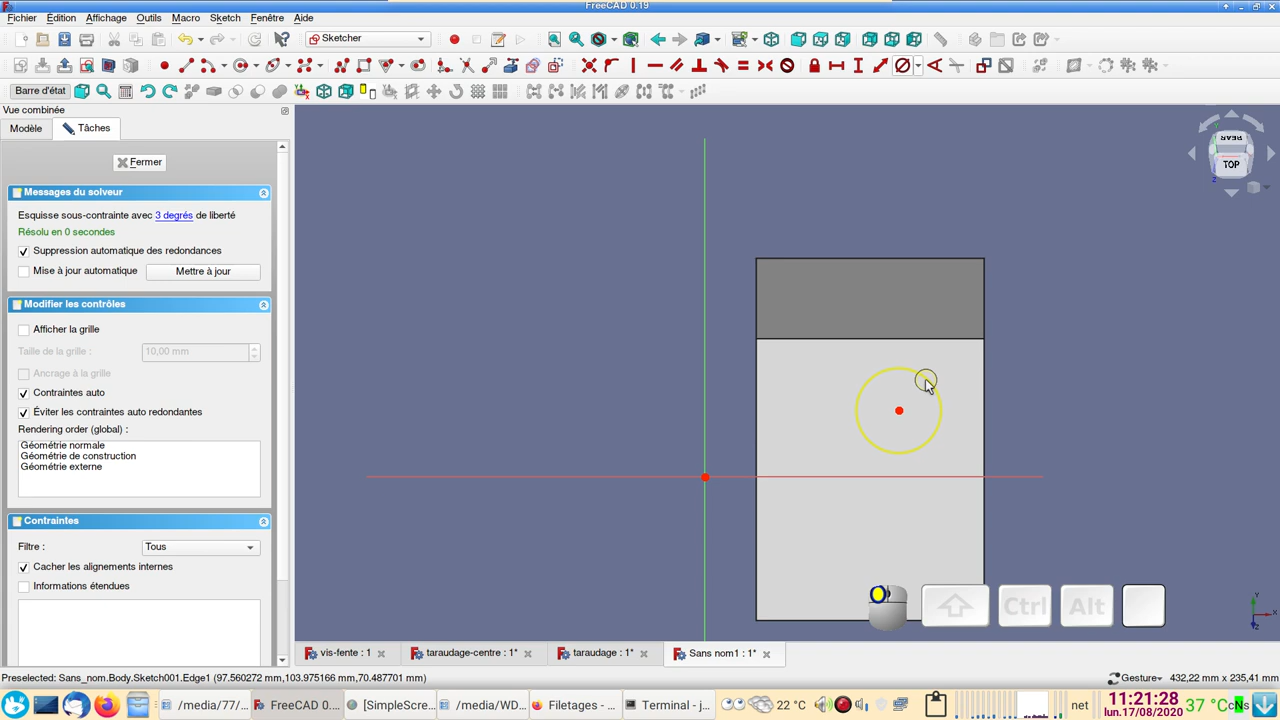 FreeCAD 0.19
Fichier Édition Affichage Outils Macro Sketch Fenêtre Aide
Sketcher
Barre d'état
Vue combinée
Modèle Tâches
Fermer
Messages du solveur
Esquisse sous-contrainte avec 3 degrés de liberté
Résolu en 0 secondes
Suppression automatique des redondances
Mise à jour automatique Mettre à jour
Modifier les contrôles
Afficher la grille
Taille de la grille : 10,00 mm
Ancrage à la grille
Contraintes auto
Éviter les contraintes auto redondantes
Rendering order (global) :
Géométrie normale
Géométrie de construction
Géométrie externe
Contraintes
Filtre : Tous
Cacher les alignements internes
Informations étendues
REAR
TOP
Ctrl Alt
vis-fente : 1 taraudage-centre : 1* taraudage : 1* Sans nom1 : 1*
Preselected: Sans_nom.Body.Sketch001.Edge1 (97.560272 mm,103.975166 mm,70.487701 mm) Gesture 432,22 mm x 235,41 mm
/media/77/... FreeCAD 0.... [SimpleScre... /media/WD... Filetages - ... Terminal - j... 22 °C net 11:21:28 lun.17/08/2020 37 °C